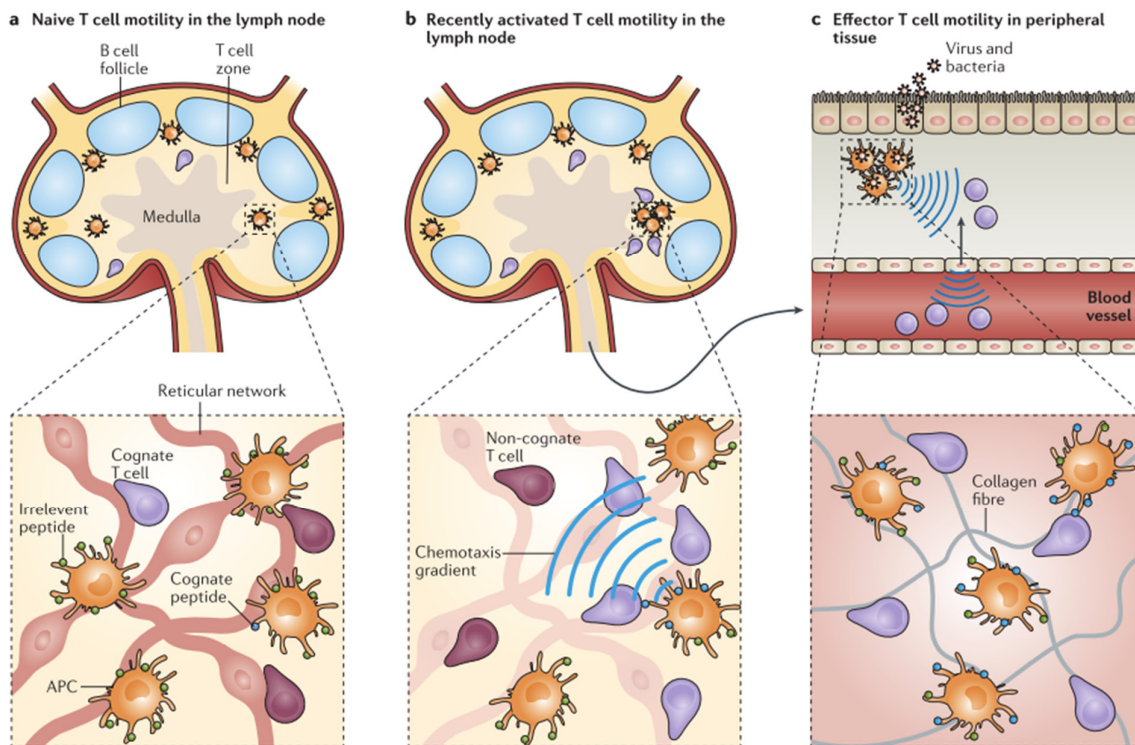 a Naive T cell motility in the lymph node
B cell
follicle
T cell
zone
Medulla
Reticular network
Cognate
T cell
Irrelevent
peptide
Cognate
peptide
APC
b Recently activated T cell motility in the
lymph node
Non-cognate
T cell
Chemotaxis
gradient
c Effector T cell motility in peripheral
tissue
Virus and
bacteria
Blood
vessel
Collagen
fibre